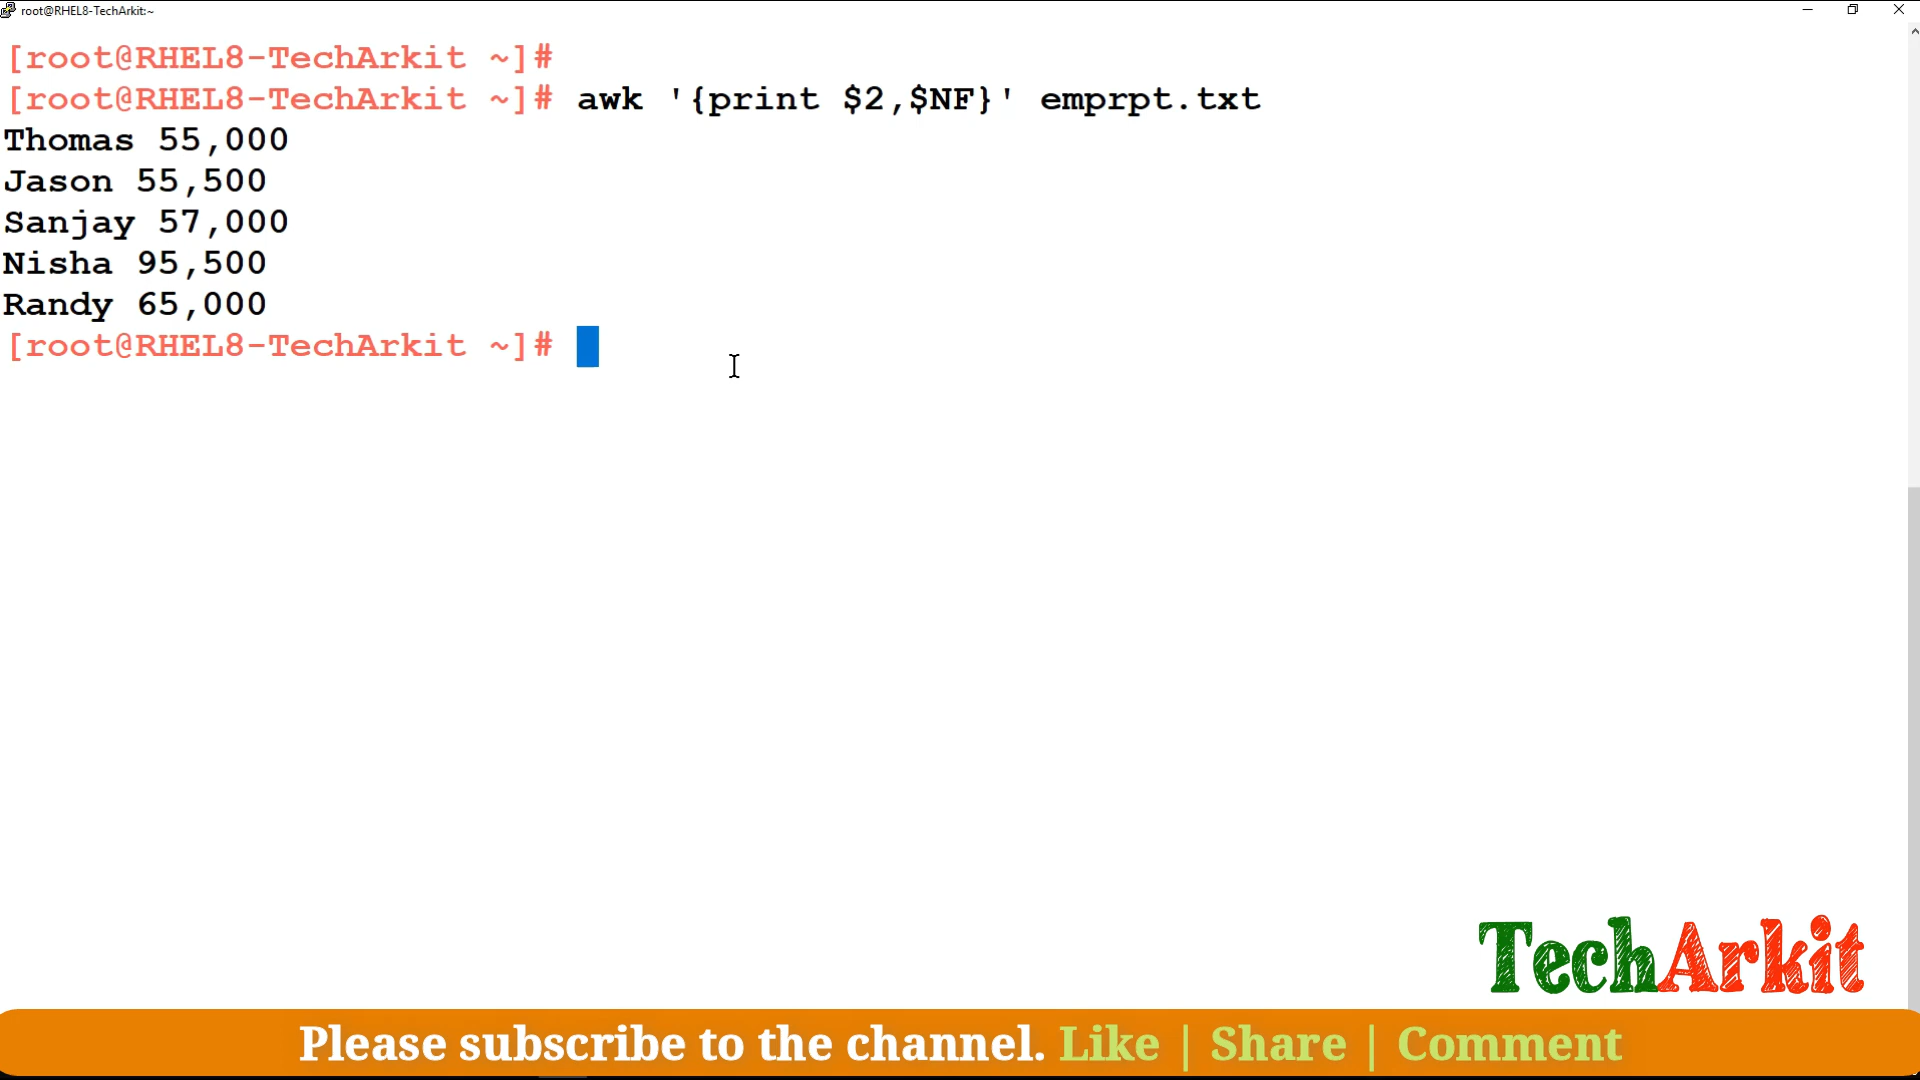 root@RHEL8-TechArkit:~
[root@RHEL8-TechArkit ~]#
[root@RHEL8-TechArkit ~]# awk '{print $2,$NF}' emprpt.txt
Thomas 55,000
Jason 55,500
Sanjay 57,000
Nisha 95,500
Randy 65,000
[root@RHEL8-TechArkit ~]#
TechArkit
Please subscribe to the channel. Like | Share | Comment